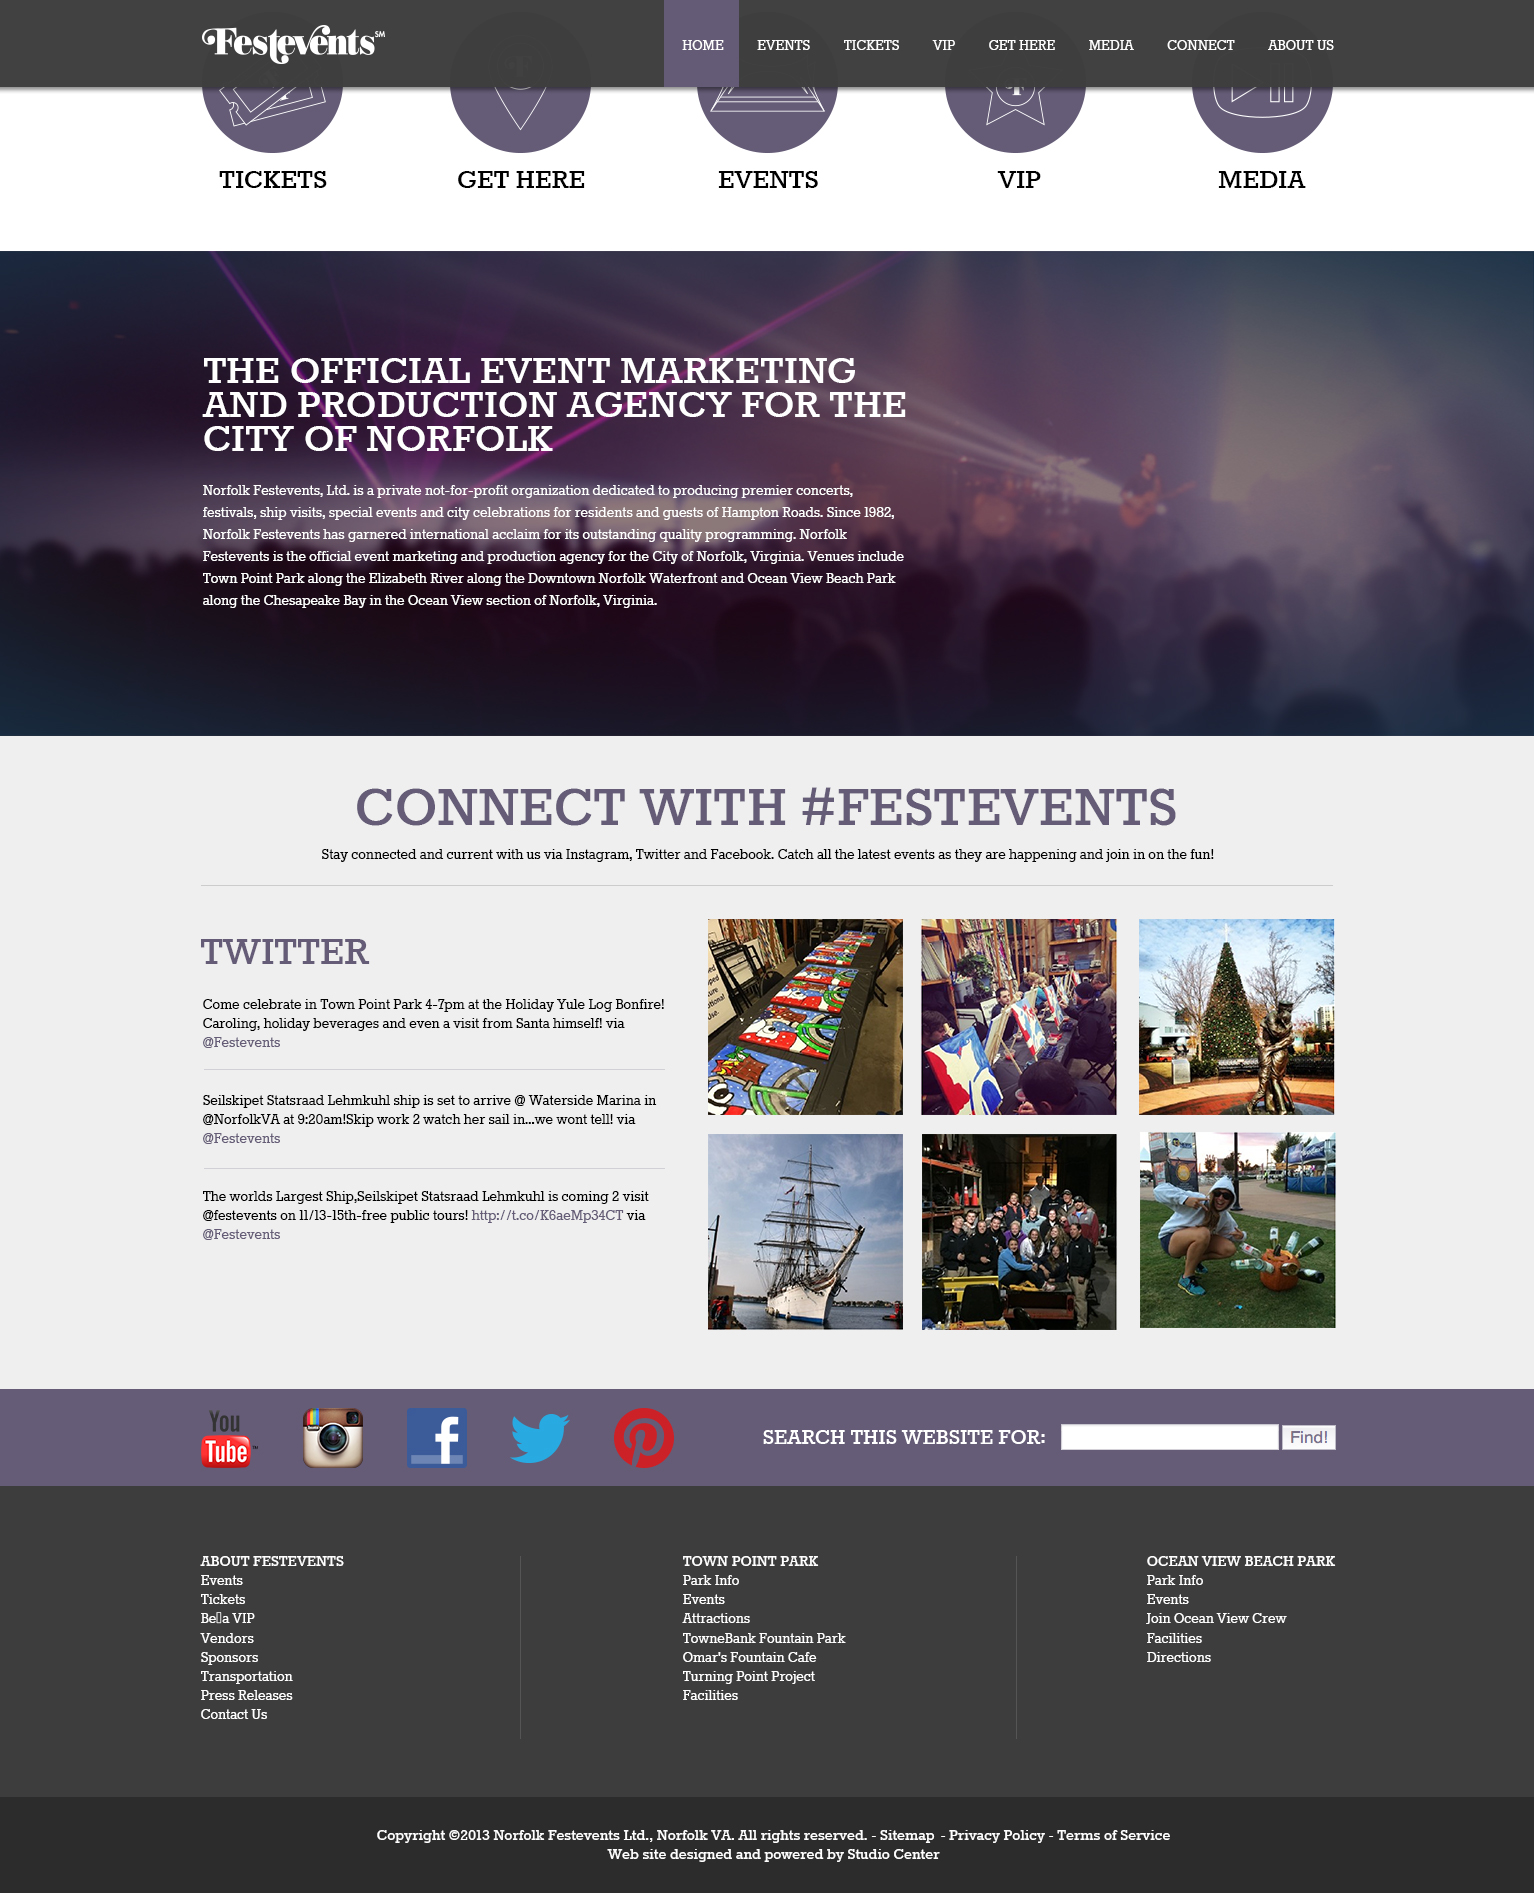 Festevents SM
HOME EVENTS TICKETS VIP GET HERE MEDIA CONNECT ABOUT US
TICKETS GET HERE EVENTS VIP MEDIA
THE OFFICIAL EVENT MARKETING
AND PRODUCTION AGENCY FOR THE
CITY OF NORFOLK
Norfolk Festevents, Ltd. is a private not-for-profit organization dedicated to producing premier concerts,
festivals, ship visits, special events and city celebrations for residents and guests of Hampton Roads. Since 1982,
Norfolk Festevents has garnered international acclaim for its outstanding quality programming. Norfolk
Festevents is the official event marketing and production agency for the City of Norfolk, Virginia. Venues include
Town Point Park along the Elizabeth River along the Downtown Norfolk Waterfront and Ocean View Beach Park
along the Chesapeake Bay in the Ocean View section of Norfolk, Virginia.
CONNECT WITH #FESTEVENTS
Stay connected and current with us via Instagram, Twitter and Facebook. Catch all the latest events as they are happening and join in on the fun!
TWITTER
Come celebrate in Town Point Park 4-7pm at the Holiday Yule Log Bonfire!
Caroling, holiday beverages and even a visit from Santa himself! via
@Festevents
Seilskipet Statsraad Lehmkuhl ship is set to arrive @ Waterside Marina in
@NorfolkVA at 9:20am!Skip work 2 watch her sail in...we wont tell! via
@Festevents
The worlds Largest Ship,Seilskipet Statsraad Lehmkuhl is coming 2 visit
@festevents on 11/13-15th-free public tours! http://t.co/K6aeMp34CT via
@Festevents
You
Tube
SEARCH THIS WEBSITE FOR: Find!
ABOUT FESTEVENTS
Events
Tickets
Be▯a VIP
Vendors
Sponsors
Transportation
Press Releases
Contact Us
TOWN POINT PARK
Park Info
Events
Attractions
TowneBank Fountain Park
Omar's Fountain Cafe
Turning Point Project
Facilities
OCEAN VIEW BEACH PARK
Park Info
Events
Join Ocean View Crew
Facilities
Directions
Copyright ©2013 Norfolk Festevents Ltd., Norfolk VA. All rights reserved. - Sitemap - Privacy Policy - Terms of Service
Web site designed and powered by Studio Center